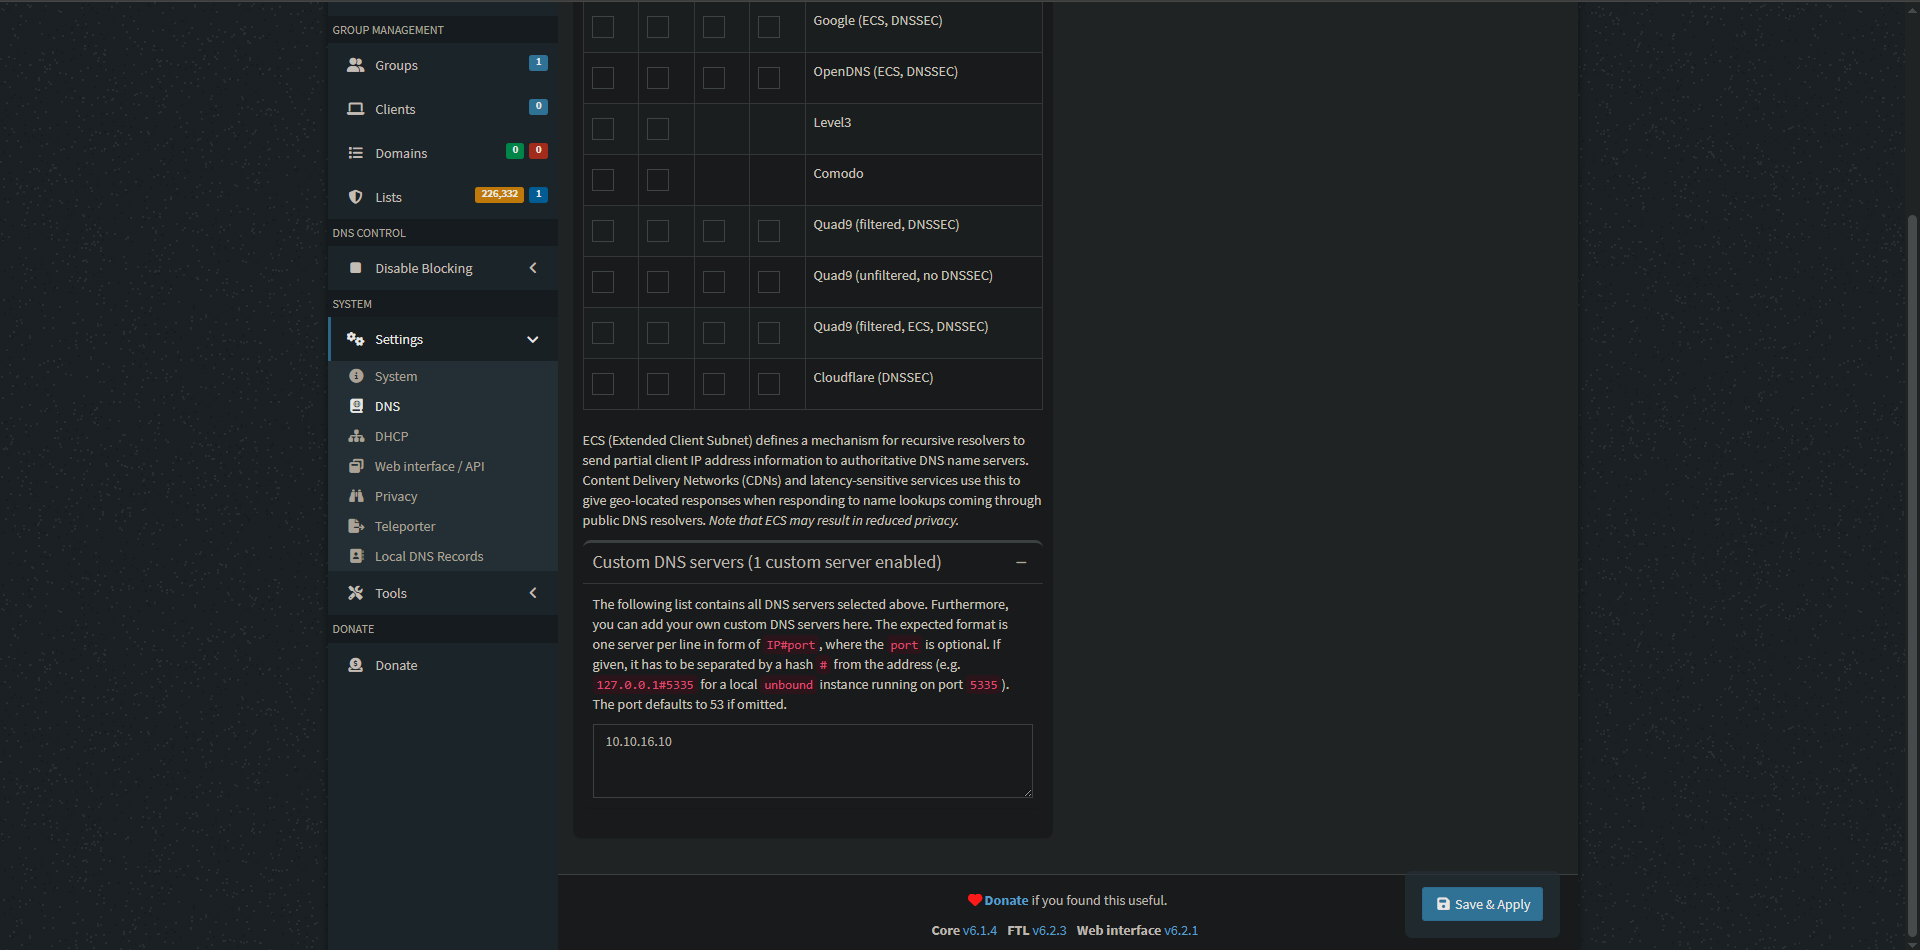 GROUP MANAGEMENT
Groups 1
Clients 0
Domains 0 0
Lists 226,332 1
DNS CONTROL
Disable Blocking
SYSTEM
Settings
System
DNS
DHCP
Web interface / API
Privacy
Teleporter
Local DNS Records
Tools
DONATE
Donate
Google (ECS, DNSSEC)
OpenDNS (ECS, DNSSEC)
Level3
Comodo
Quad9 (filtered, DNSSEC)
Quad9 (unfiltered, no DNSSEC)
Quad9 (filtered, ECS, DNSSEC)
Cloudflare (DNSSEC)
ECS (Extended Client Subnet) defines a mechanism for recursive resolvers to
send partial client IP address information to authoritative DNS name servers.
Content Delivery Networks (CDNs) and latency-sensitive services use this to
give geo-located responses when responding to name lookups coming through
public DNS resolvers. Note that ECS may result in reduced privacy.
Custom DNS servers (1 custom server enabled)
The following list contains all DNS servers selected above. Furthermore,
you can add your own custom DNS servers here. The expected format is
one server per line in form of IP#port , where the port is optional. If
given, it has to be separated by a hash # from the address (e.g.
127.0.0.1#5335 for a local unbound instance running on port 5335 ).
The port defaults to 53 if omitted.
10.10.16.10
Donate if you found this useful.
Core v6.1.4 FTL v6.2.3 Web interface v6.2.1
Save & Apply